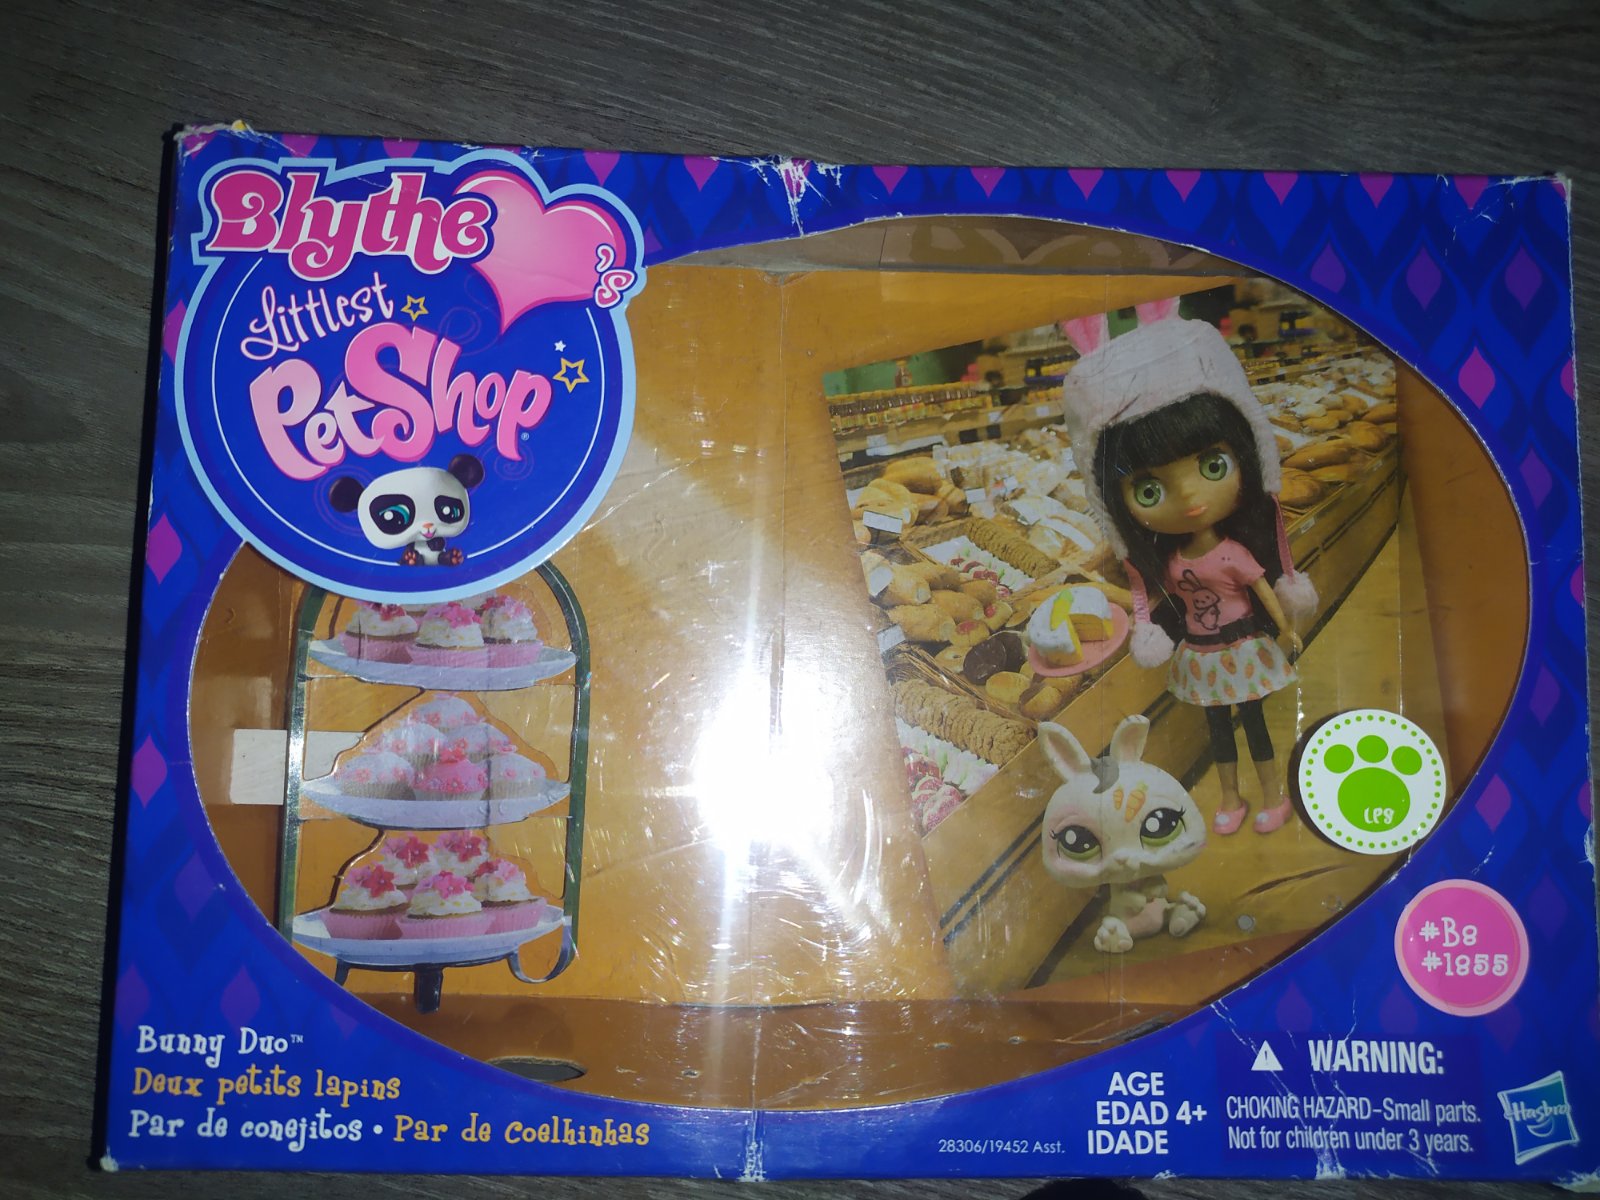 Blythe 's
Littlest
PetShop®
LPS
#B8
#1855
Bunny Duo™
Deux petits lapins
Par de conejitos • Par de Coelhinhas
28306/19452 Asst.
AGE
EDAD 4+
IDADE
WARNING:
CHOKING HAZARD-Small parts.
Not for children under 3 years.
Hasbro